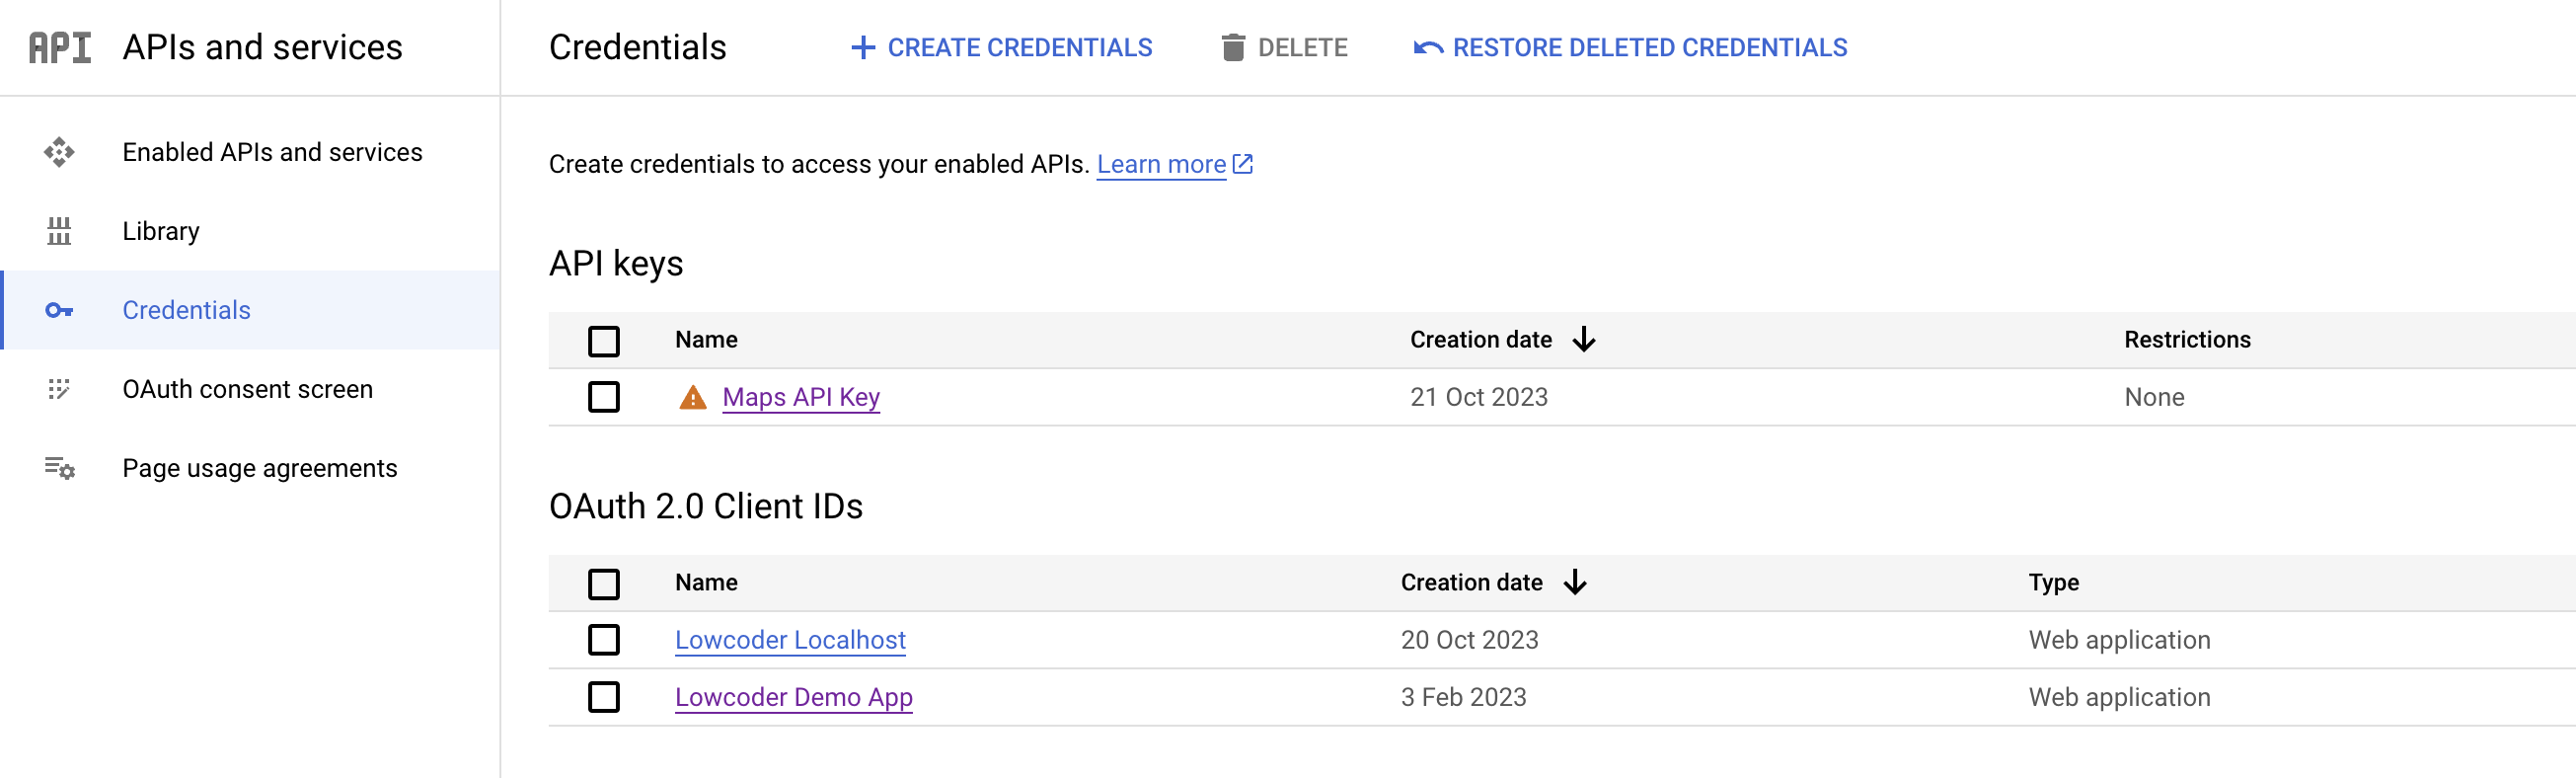 API APIs and services
Credentials
CREATE CREDENTIALS
DELETE
RESTORE DELETED CREDENTIALS
Enabled APIs and services
Library
Credentials
OAuth consent screen
Page usage agreements
Create credentials to access your enabled APIs. Learn more
API keys
Name Creation date Restrictions
Maps API Key 21 Oct 2023 None
OAuth 2.0 Client IDs
Name Creation date Type
Lowcoder Localhost 20 Oct 2023 Web application
Lowcoder Demo App 3 Feb 2023 Web application